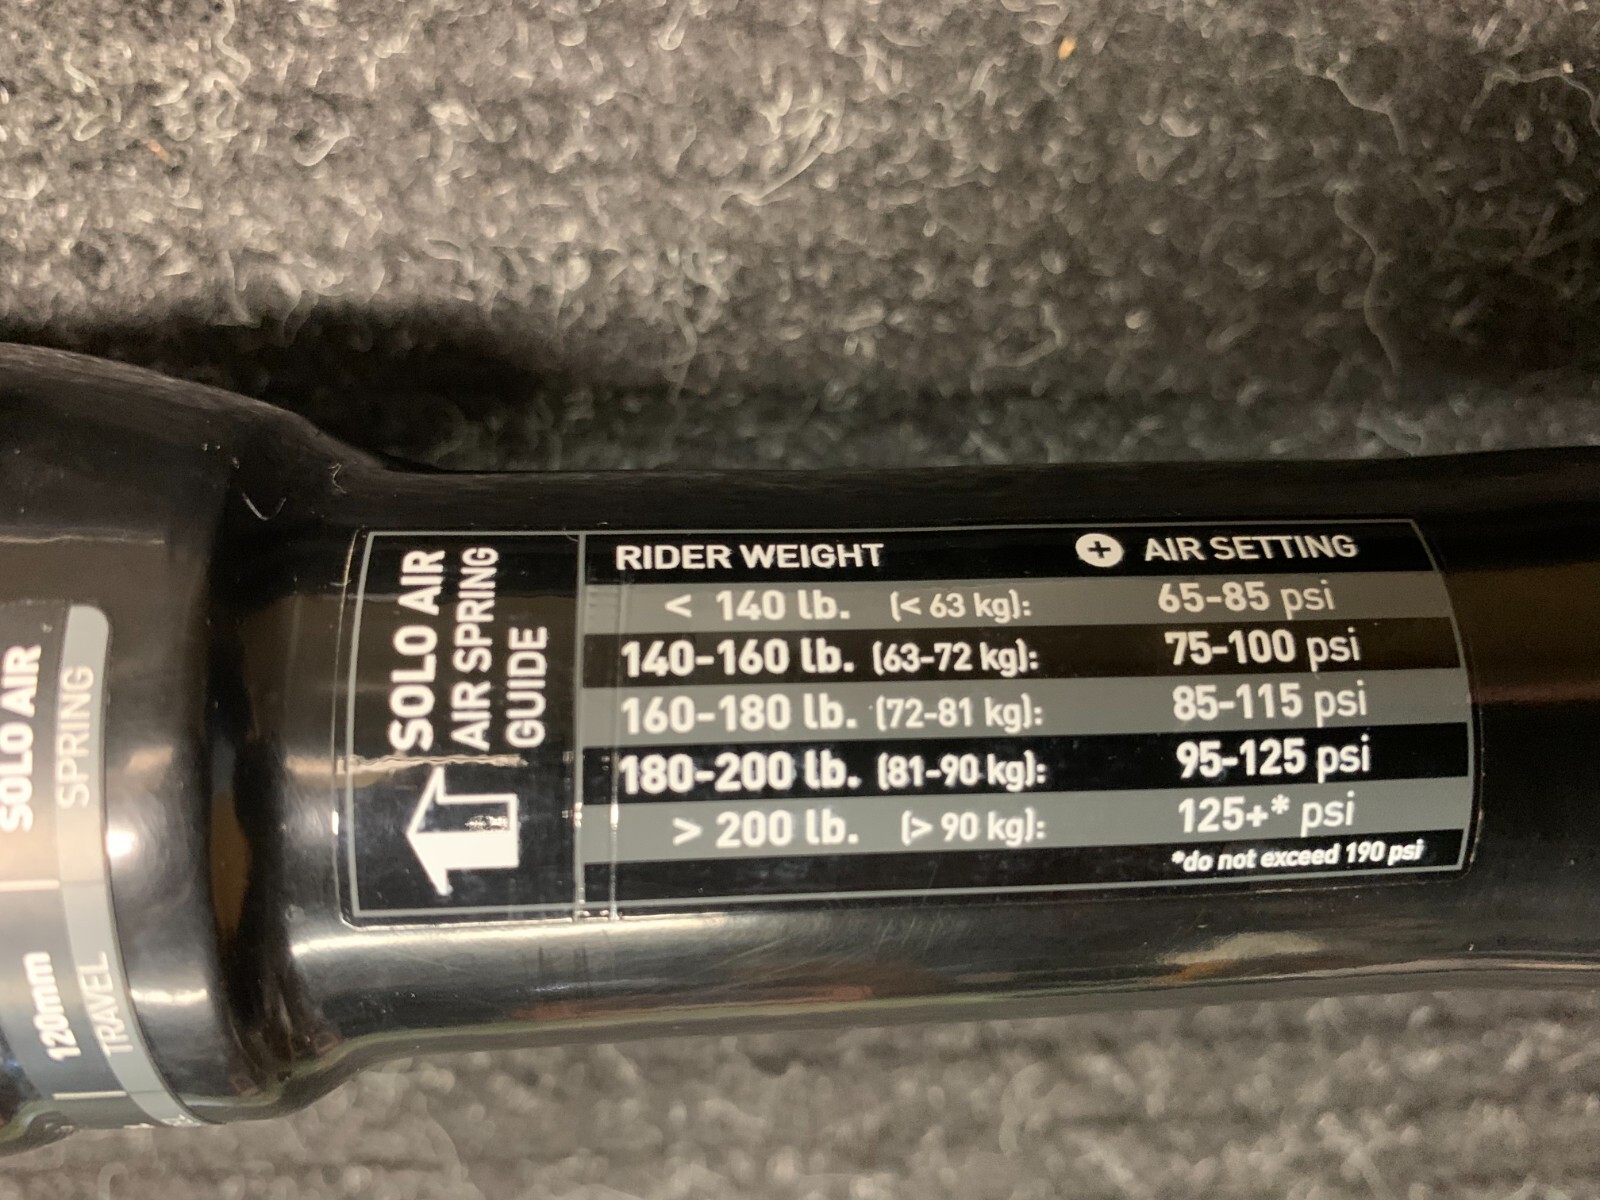 SOLO AIR
SPRING
120mm
TRAVEL
SOLO AIR
AIR SPRING
GUIDE
RIDER WEIGHT + AIR SETTING
< 140 lb. (< 63 kg): 65-85 psi
140-160 lb. (63-72 kg): 75-100 psi
160-180 lb. (72-81 kg): 85-115 psi
180-200 lb. (81-90 kg): 95-125 psi
> 200 lb. (> 90 kg): 125+* psi
*do not exceed 190 psi